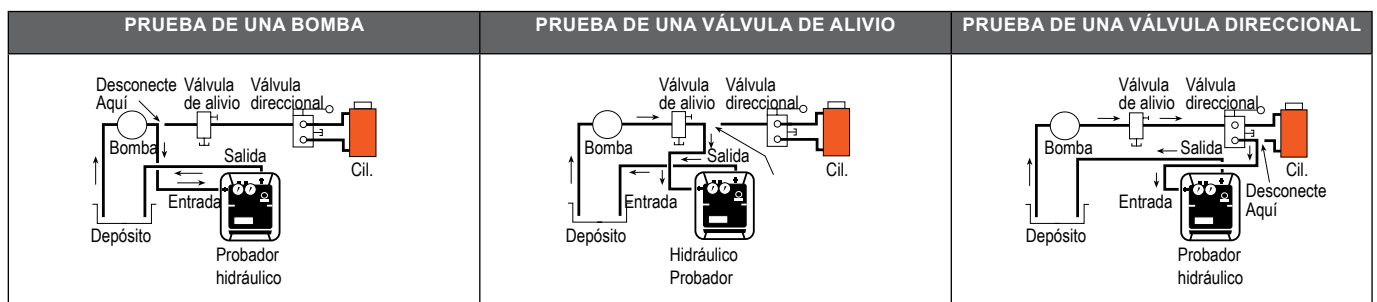 PRUEBA DE UNA BOMBA
Desconecte
Aquí
Válvula
de alivio
Válvula
direccional
Bomba
Salida
Cil.
Entrada
Depósito
Probador
hidráulico
PRUEBA DE UNA VÁLVULA DE ALIVIO
Válvula
de alivio
Válvula
direccional
Bomba
Salida
Cil.
Entrada
Depósito
Hidráulico
Probador
PRUEBA DE UNA VÁLVULA DIRECCIONAL
Válvula
de alivio
Válvula
direccional
Bomba
Salida
Cil.
Entrada
Desconecte
Aquí
Depósito
Probador
hidráulico